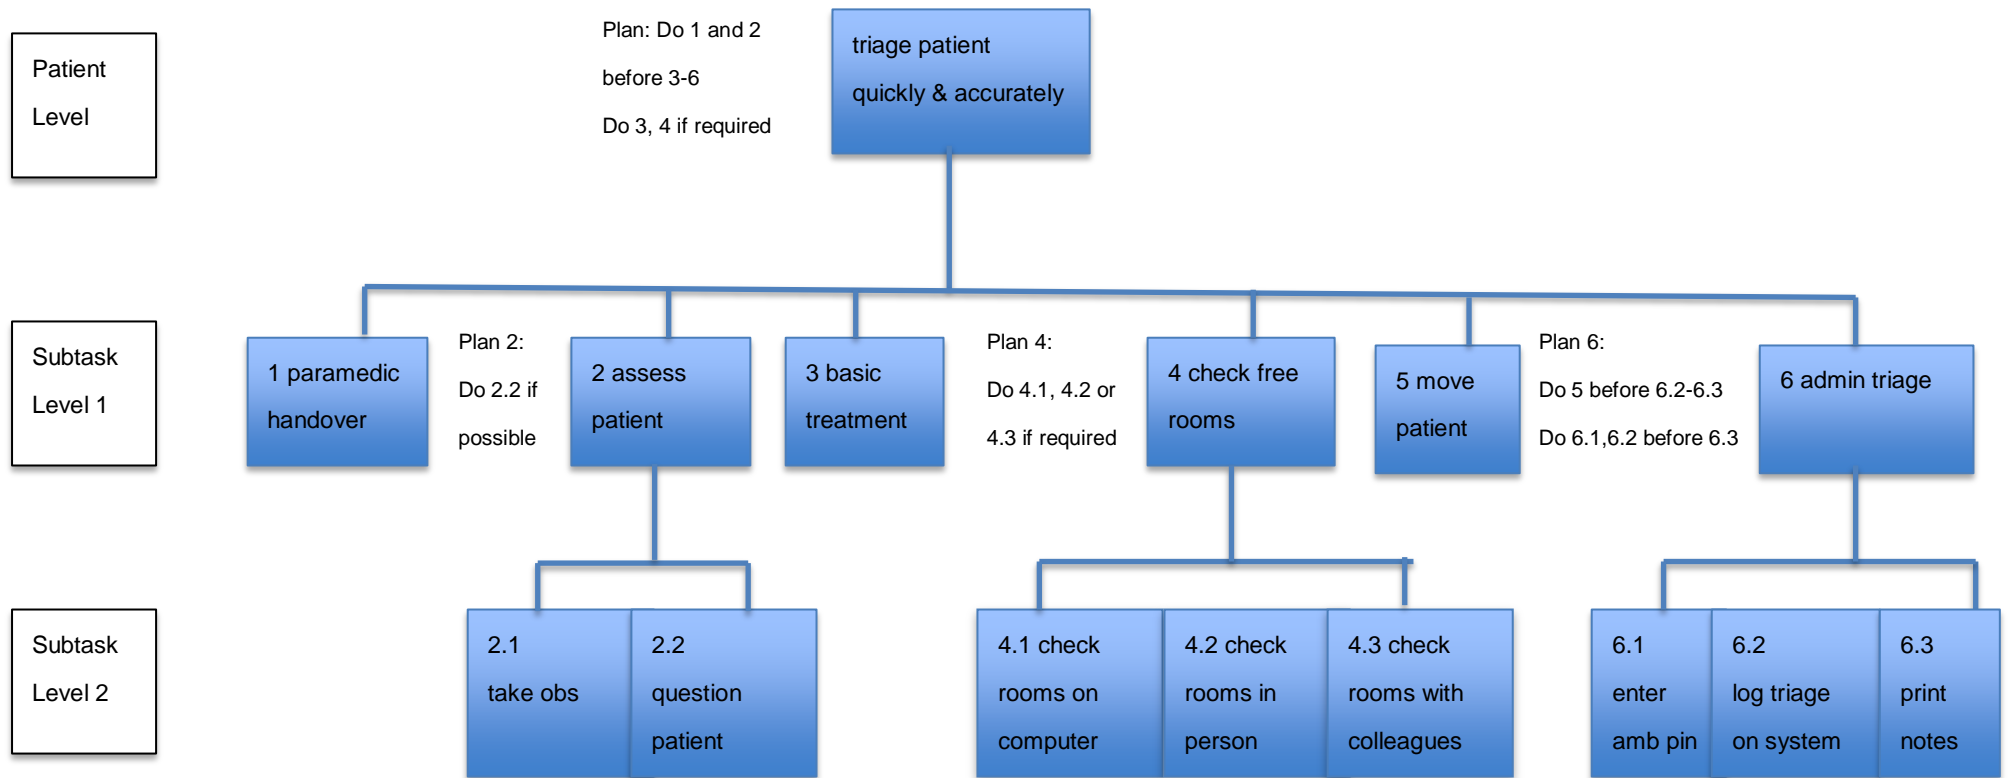 Patient
Level
Plan: Do 1 and 2
before 3-6
Do 3, 4 if required
triage patient
quickly & accurately
Subtask
Level 1
1 paramedic
handover
Plan 2:
Do 2.2 if
possible
2 assess
patient
3 basic
treatment
Plan 4:
Do 4.1, 4.2 or
4.3 if required
4 check free
rooms
5 move
patient
Plan 6:
Do 5 before 6.2-6.3
Do 6.1,6.2 before 6.3
6 admin triage
Subtask
Level 2
2.1
take obs
2.2
question
patient
4.1 check
rooms on
computer
4.2 check
rooms in
person
4.3 check
rooms with
colleagues
6.1
enter
amb pin
6.2
log triage
on system
6.3
print
notes